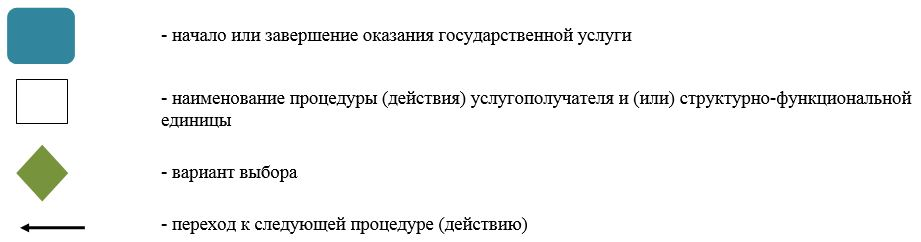 - начало или завершение оказания государственной услуги
- наименование процедуры (действия) услугополучателя и (или) структурно-функциональной
единицы
- вариант выбора
- переход к следующей процедуре (действию)